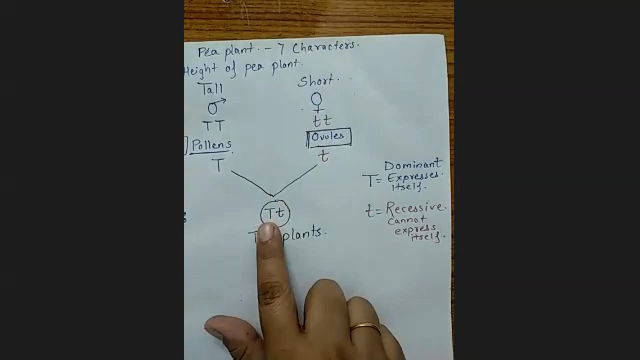 Pea plant - 7 Characters.
Height of pea plant.
Tall
Short
TT
tt
Pollens
Ovules
T
t
T = Dominant
Expresses
itself.
t = Recessive
cannot
express
itself.
Tt
plants.